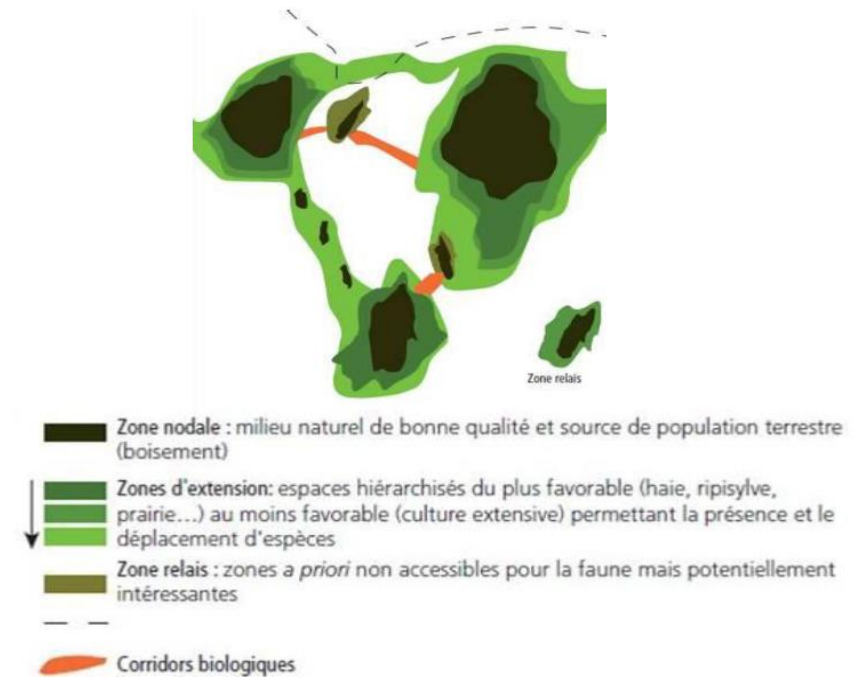 Zone relais
Zone nodale : milieu naturel de bonne qualité et source de population terrestre
(boisement)
Zones d'extension: espaces hiérarchisés du plus favorable (haie, ripisylve,
prairie...) au moins favorable (culture extensive) permettant la présence et le
déplacement d'espèces
Zone relais : zones a priori non accessibles pour la faune mais potentiellement
intéressantes
Corridors biologiques